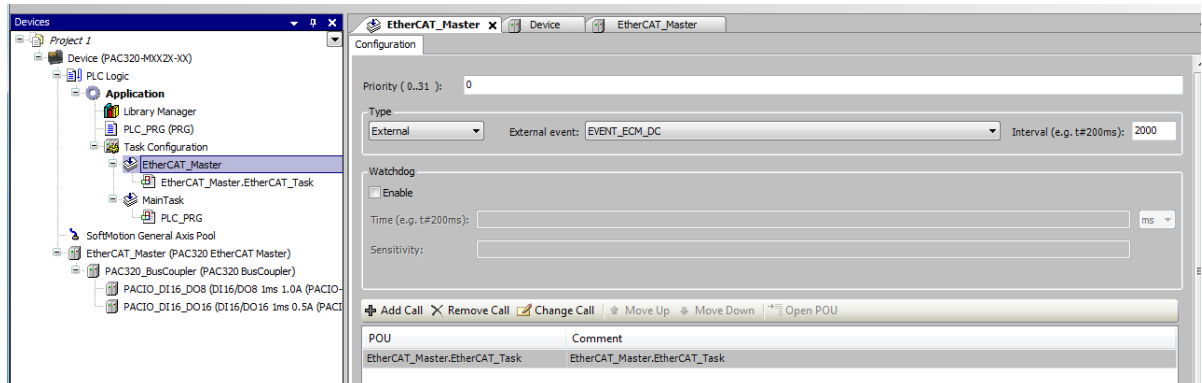 Devices
Project 1
Device (PAC320-MXX2X-XX)
PLC Logic
Application
Library Manager
PLC_PRG (PRG)
Task Configuration
EtherCAT_Master
EtherCAT_Master.EtherCAT_Task
MainTask
PLC_PRG
SoftMotion General Axis Pool
EtherCAT_Master (PAC320 EtherCAT Master)
PAC320_BusCoupler (PAC320 BusCoupler)
PACIO_DI16_DO8 (DI16/DO8 1ms 1.0A (PACIO-
PACIO_DI16_DO16 (DI16/DO16 1ms 0.5A (PACI
EtherCAT_Master X Device EtherCAT_Master
Configuration
Priority ( 0..31 ): 0
Type
External External event: EVENT_ECM_DC Interval (e.g. t#200ms): 2000
Watchdog
Enable
Time (e.g. t#200ms): ms
Sensitivity:
Add Call Remove Call Change Call Move Up Move Down Open POU
POU Comment
EtherCAT_Master.EtherCAT_Task EtherCAT_Master.EtherCAT_Task